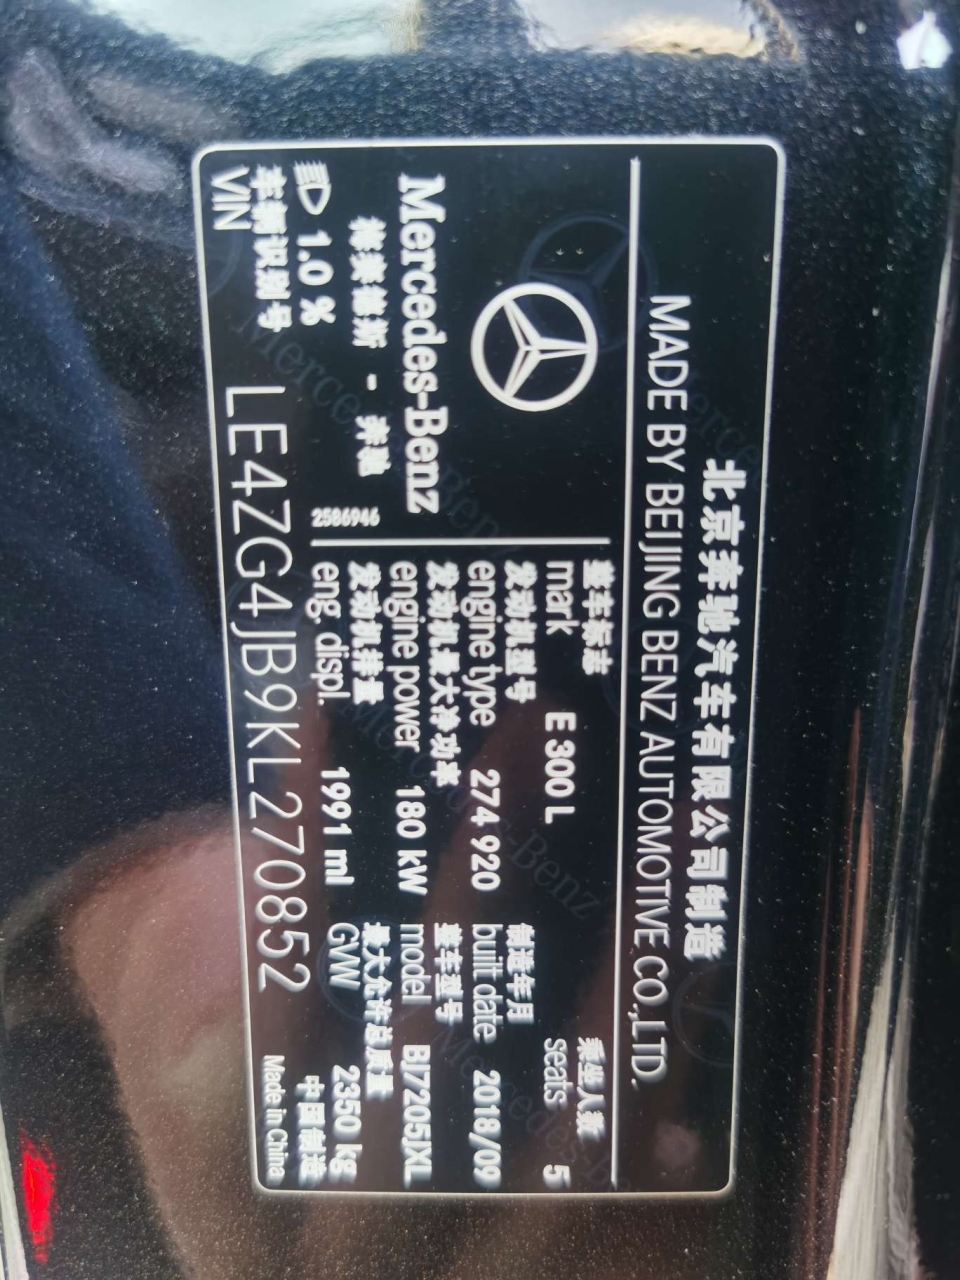 北京奔驰汽车有限公司制造
MADE BY BEIJING BENZ AUTOMOTIVE CO.,LTD.
Mercedes-Benz
梅赛德斯 - 奔驰
1.0 %
2586946
整车标志
mark E 300 L
乘坐人数
seats 5
发动机型号
engine type 274 920
制造年月
built date 2018/09
发动机最大净功率
engine power 180 kW
整车型号
model BJ7205JXL
发动机排量
eng. displ. 1991 ml
最大允许总质量
GVW 2350 kg
车辆识别号
VIN LE4ZG4JB9KL270852
中国制造
Made in China